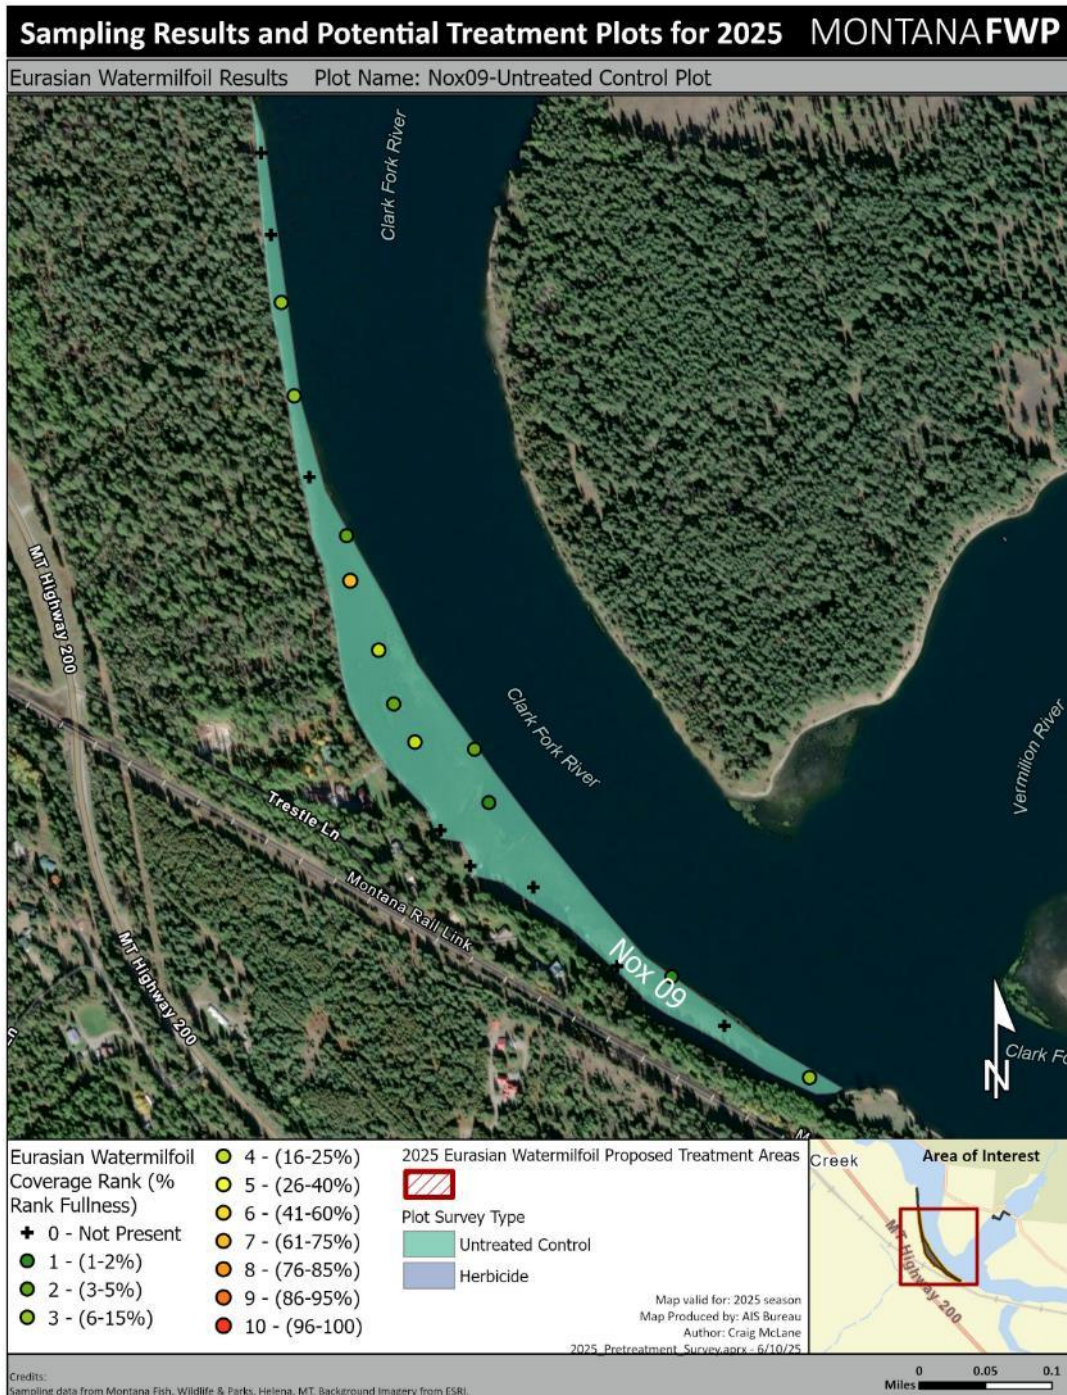 Sampling Results and Potential Treatment Plots for 2025 MONTANAFWP
Eurasian Watermilfoil Results Plot Name: Nox09-Untreated Control Plot
Clark Fork River
MT Highway 200
Clark Fork River
Vermilion River
Trestle Ln
Montana Rail Link
MT Highway 200
Nox 09
N
Clark Fo
M
Eurasian Watermilfoil
Coverage Rank (%
Rank Fullness)
0 - Not Present
1 - (1-2%)
2 - (3-5%)
3 - (6-15%)
4 - (16-25%)
5 - (26-40%)
6 - (41-60%)
7 - (61-75%)
8 - (76-85%)
9 - (86-95%)
10 - (96-100)
2025 Eurasian Watermilfoil Proposed Treatment Areas
Plot Survey Type
Untreated Control
Herbicide
Map valid for: 2025 season
Map Produced by: AIS Bureau
Author: Craig McLane
2025_Pretreatment_Survey.aprx - 6/10/25
Creek
Area of Interest
MT Highway 200
Credits:
Sampling data from Montana Fish, Wildlife & Parks, Helena, MT. Background Imagery from ESRI.
0 0.05 0.1
Miles